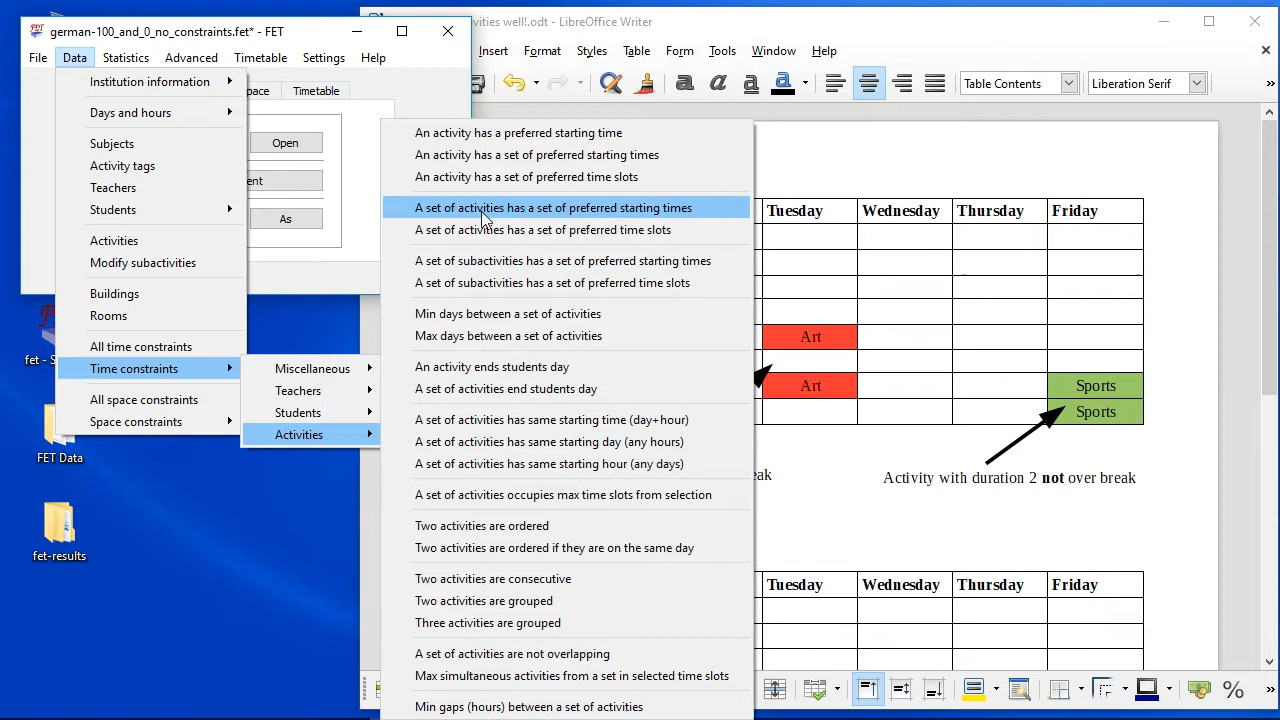 german-100_and_0_no_constraints.fet* - FET
File Data Statistics Advanced Timetable Settings Help
ivities well!.odt - LibreOffice Writer
Insert Format Styles Table Form Tools Window Help
Table Contents
Liberation Serif
Timetable
Open
As
Institution information
Days and hours
Subjects
Activity tags
Teachers
Students
Activities
Modify subactivities
Buildings
Rooms
All time constraints
Time constraints
All space constraints
Space constraints
Miscellaneous
Teachers
Students
Activities
An activity has a preferred starting time
An activity has a set of preferred starting times
An activity has a set of preferred time slots
A set of activities has a set of preferred starting times
A set of activities has a set of preferred time slots
A set of subactivities has a set of preferred starting times
A set of subactivities has a set of preferred time slots
Min days between a set of activities
Max days between a set of activities
An activity ends students day
A set of activities end students day
A set of activities has same starting time (day+hour)
A set of activities has same starting day (any hours)
A set of activities has same starting hour (any days)
A set of activities occupies max time slots from selection
Two activities are ordered
Two activities are ordered if they are on the same day
Two activities are consecutive
Two activities are grouped
Three activities are grouped
A set of activities are not overlapping
Max simultaneous activities from a set in selected time slots
Min gaps (hours) between a set of activities
Tuesday Wednesday Thursday Friday
Art
Art Sports
Sports
eak
Activity with duration 2 not over break
Tuesday Wednesday Thursday Friday
fet - S
FET Data
fet-results